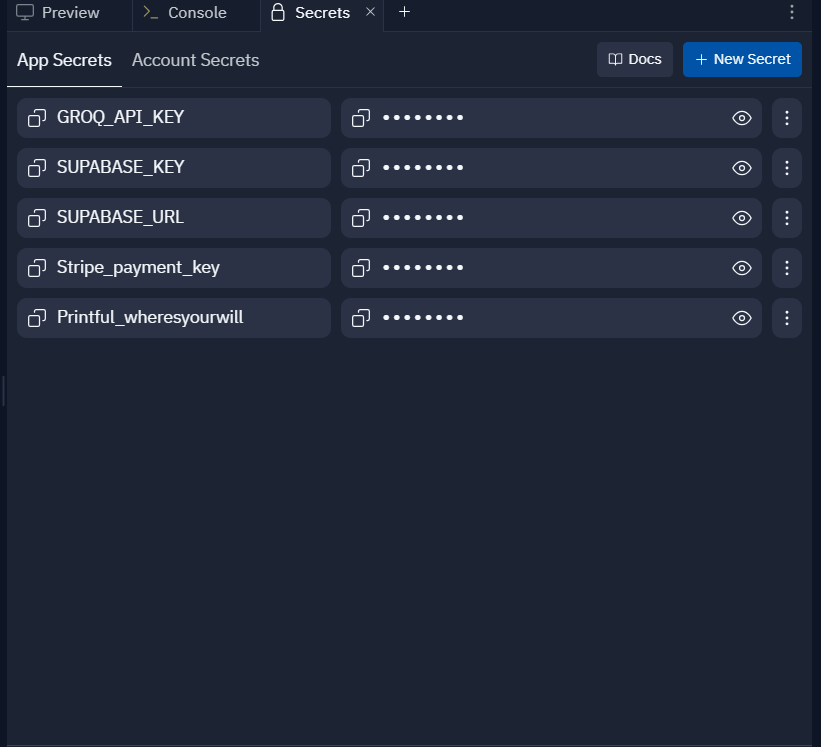 Preview Console Secrets
App Secrets Account Secrets Docs New Secret
GROQ_API_KEY ••••••••
SUPABASE_KEY ••••••••
SUPABASE_URL ••••••••
Stripe_payment_key ••••••••
Printful_wheresyourwill ••••••••